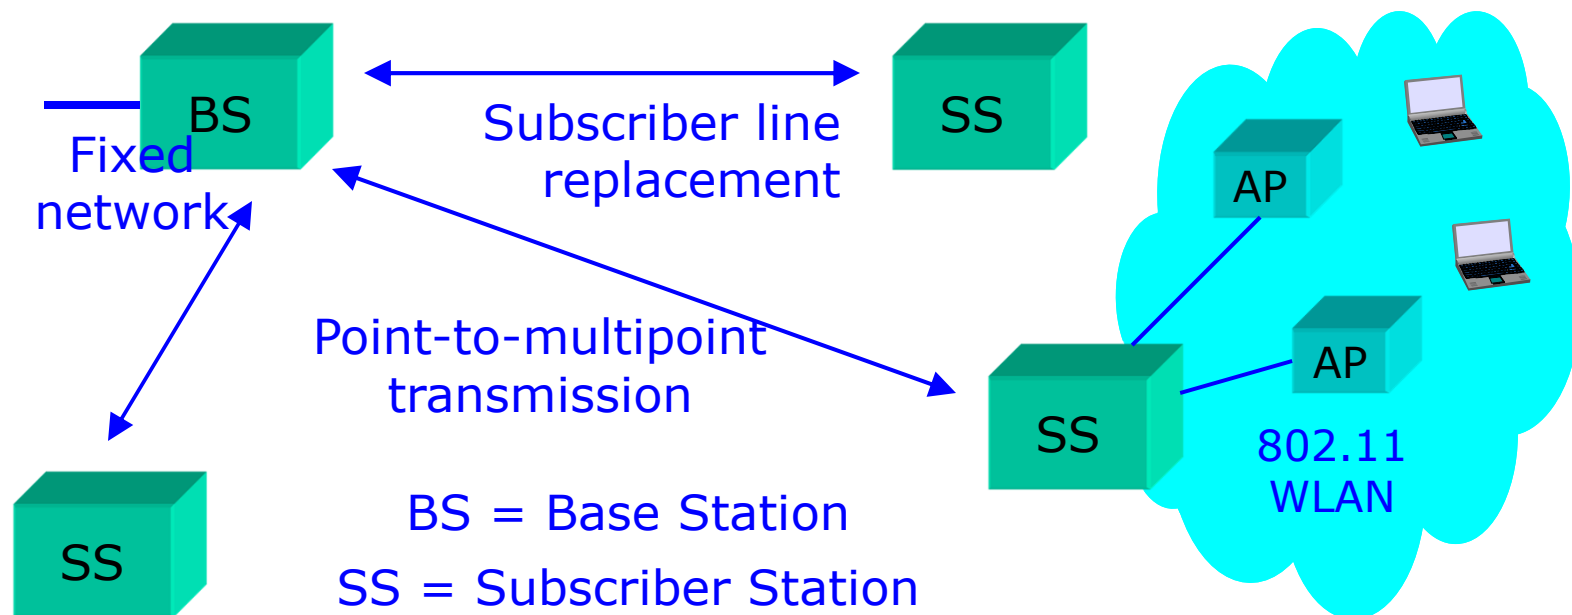 BS
Fixed
network
Subscriber line
replacement
SS
AP
AP
802.11
WLAN
Point-to-multipoint
transmission
SS
SS
BS = Base Station
SS = Subscriber Station